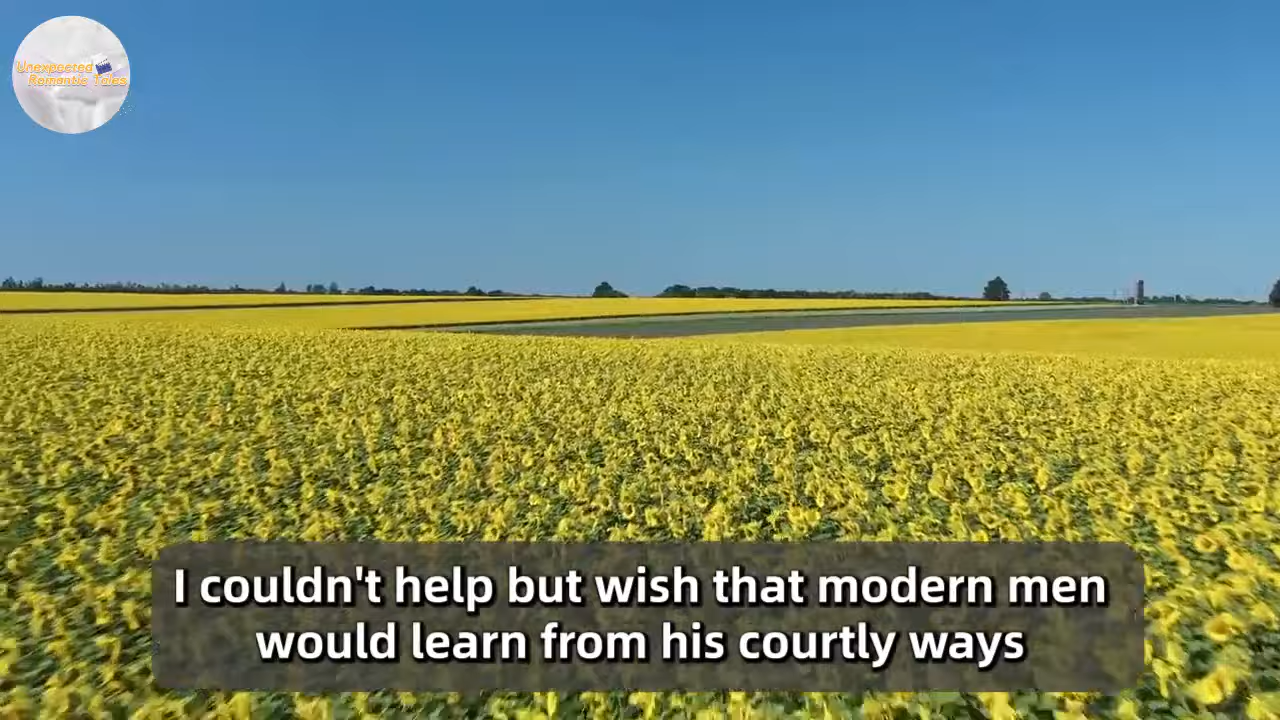 Unexpected
Romantic Tales
I couldn't help but wish that modern men
would learn from his courtly ways